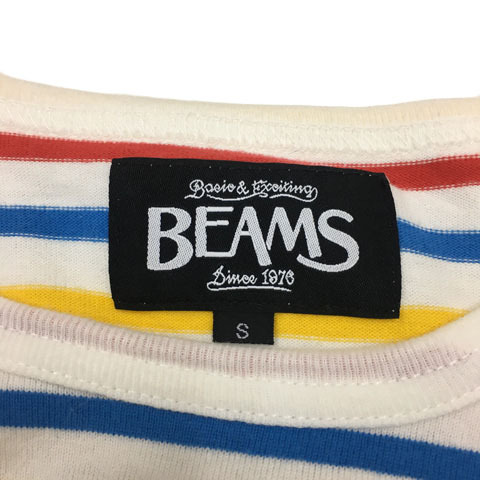 Basic & Exciting
BEAMS
Since 1976
S